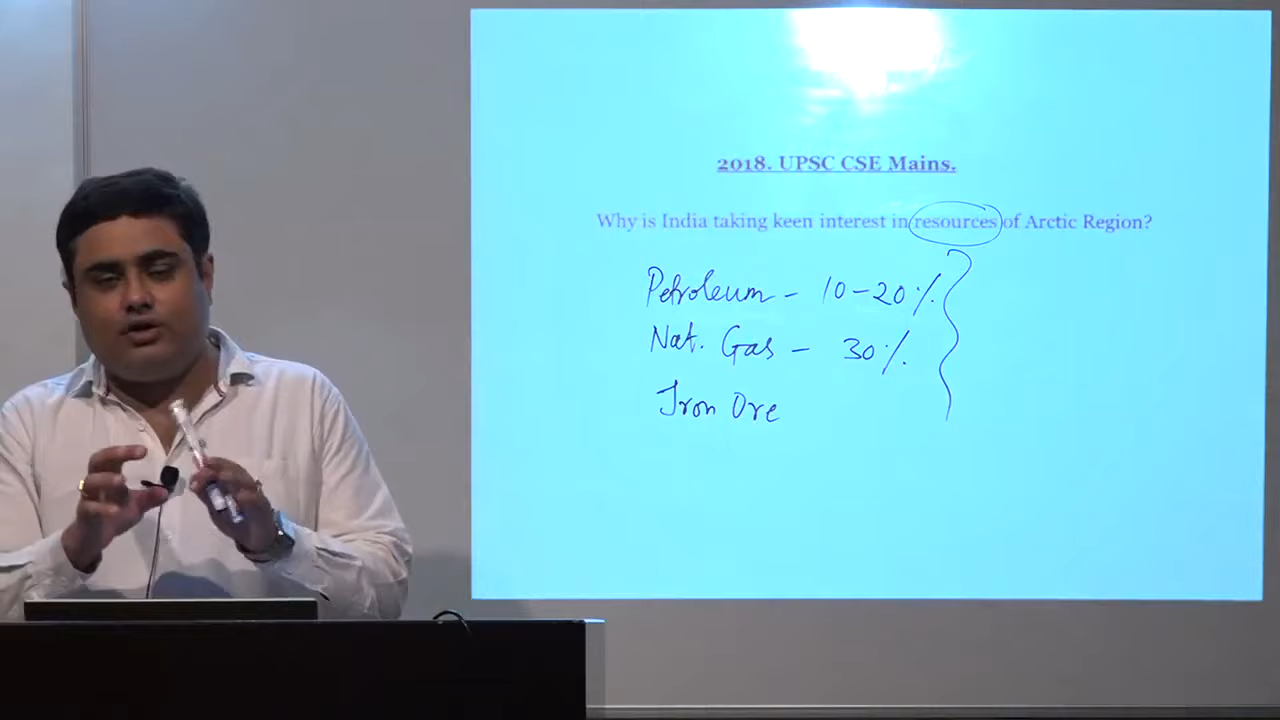 2018. UPSC CSE Mains.
Why is India taking keen interest in resources of Arctic Region?
Petroleum - 10-20%
Nat. Gas - 30%
Iron Ore